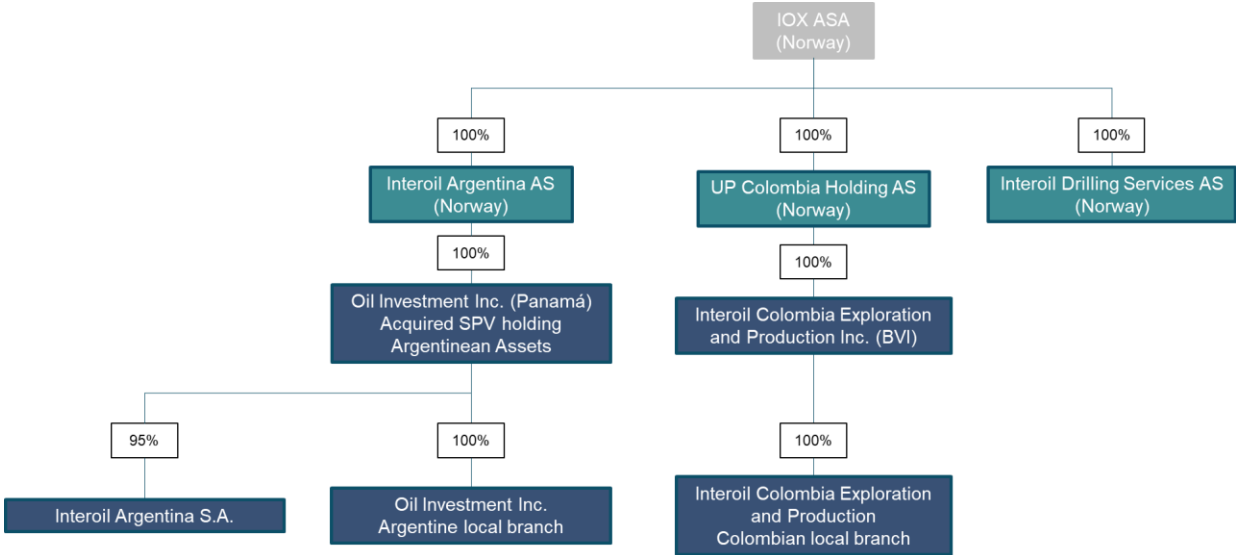 IOX ASA
(Norway)
100%
100%
100%
Interoil Argentina AS
(Norway)
UP Colombia Holding AS
(Norway)
Interoil Drilling Services AS
(Norway)
100%
100%
Oil Investment Inc. (Panamá)
Acquired SPV holding
Argentinean Assets
Interoil Colombia Exploration
and Production Inc. (BVI)
95%
100%
100%
Interoil Argentina S.A.
Oil Investment Inc.
Argentine local branch
Interoil Colombia Exploration
and Production
Colombian local branch